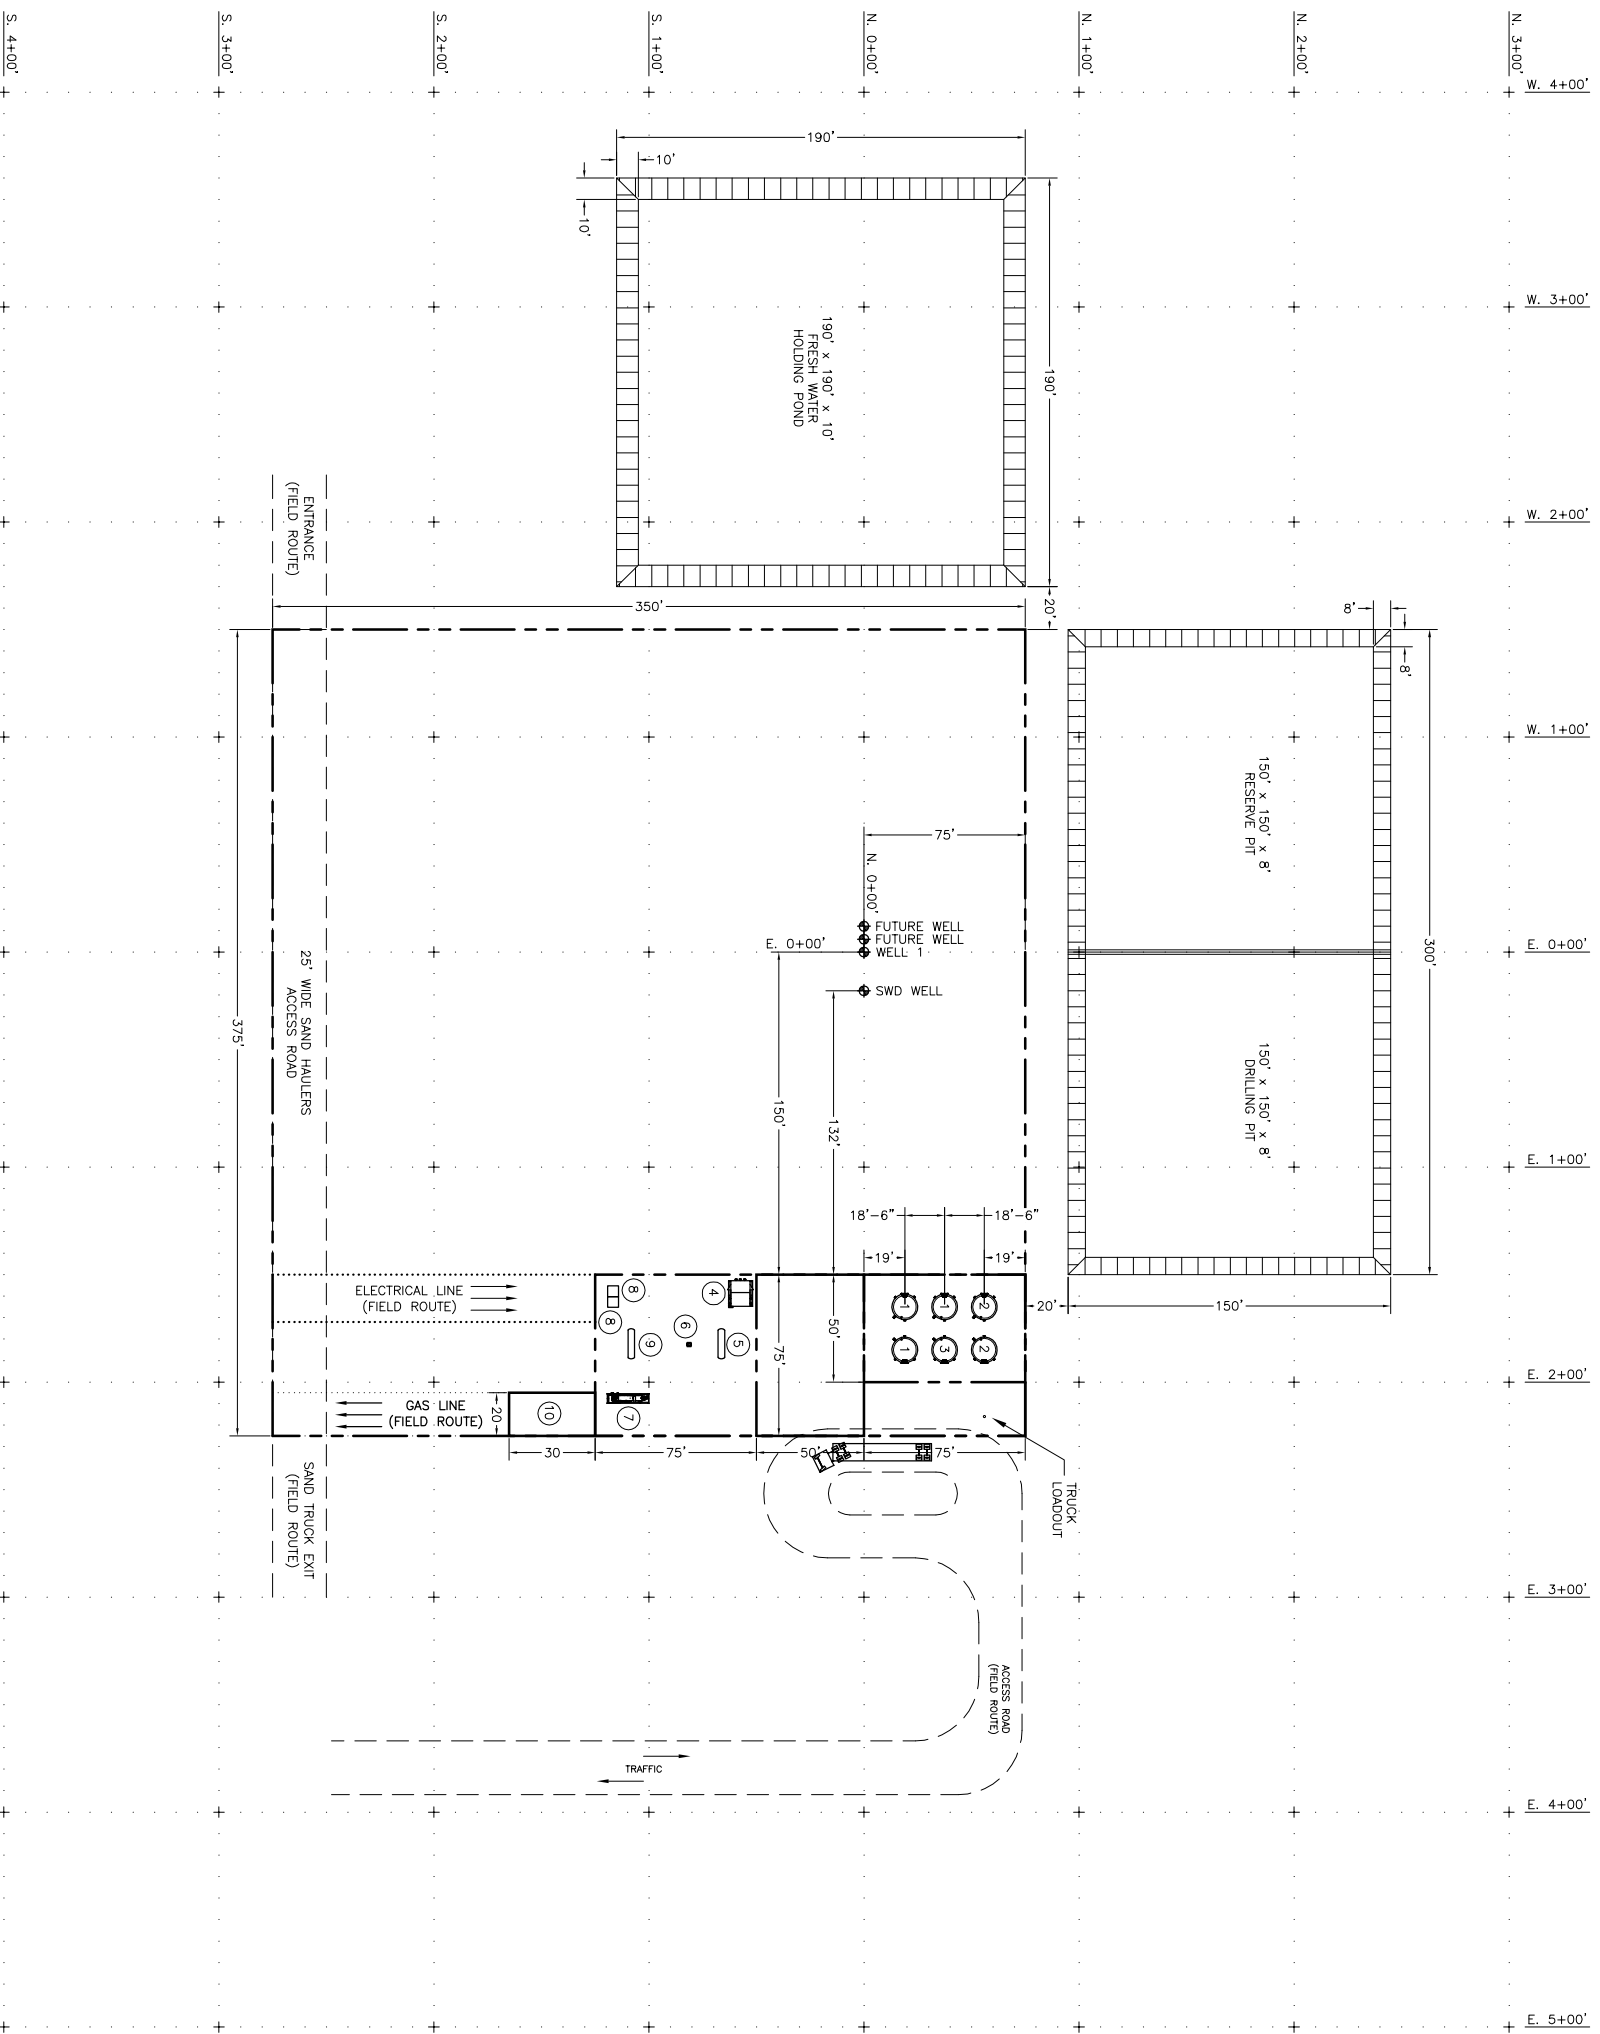 S. 4+00'
S. 3+00'
S. 2+00'
S. 1+00'
N. 0+00'
N. 1+00'
N. 2+00'
N. 3+00'
W. 4+00'
W. 3+00'
W. 2+00'
W. 1+00'
E. 0+00'
E. 1+00'
E. 2+00'
E. 3+00'
E. 4+00'
E. 5+00'
190'
10'
10'
190'
190' x 190' x 10'
FRESH WATER
HOLDING POND
20'
350'
ENTRANCE
(FIELD ROUTE)
8'
8'
300'
150' x 150' x 8'
RESERVE PIT
150' x 150' x 8'
DRILLING PIT
150'
20'
75'
N. 0+00'
FUTURE WELL
FUTURE WELL
E. 0+00'
WELL 1
SWD WELL
375'
25' WIDE SAND HAULERS
ACCESS ROAD
150'
132'
18'-6"
18'-6"
19'
19'
1
1
2
1
3
2
50'
75'
ELECTRICAL LINE
(FIELD ROUTE)
8
8
4
6
9
5
7
10
GAS LINE
(FIELD ROUTE)
20
30
75'
50'
75'
TRUCK
LOADOUT
SAND TRUCK EXIT
(FIELD ROUTE)
ACCESS ROAD
(FIELD ROUTE)
TRAFFIC